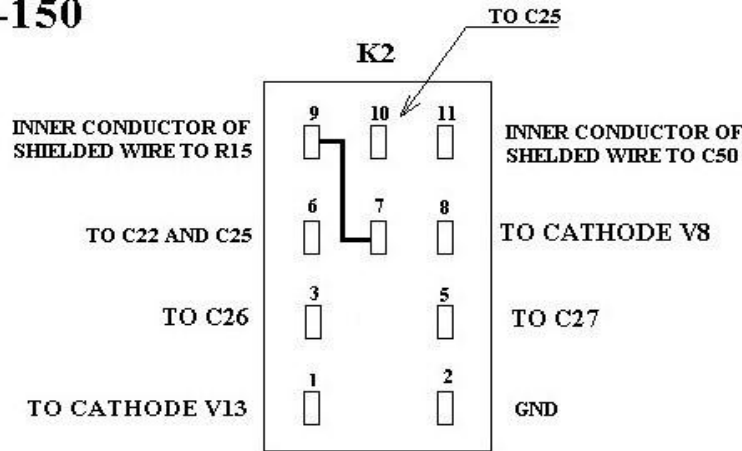 -150
TO C25
K2
9 10 11
INNER CONDUCTOR OF
SHIELDED WIRE TO R15
INNER CONDUCTOR OF
SHELDED WIRE TO C50
6 7 8
TO C22 AND C25
TO CATHODE V8
3 5
TO C26
TO C27
1 2
TO CATHODE V13
GND